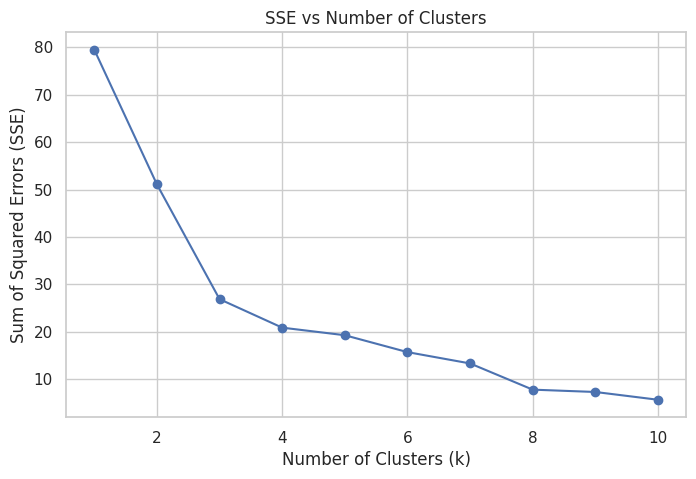 SSE vs Number of Clusters
Sum of Squared Errors (SSE)
80
70
60
50
40
30
20
10
2 4 6 8 10
Number of Clusters (k)